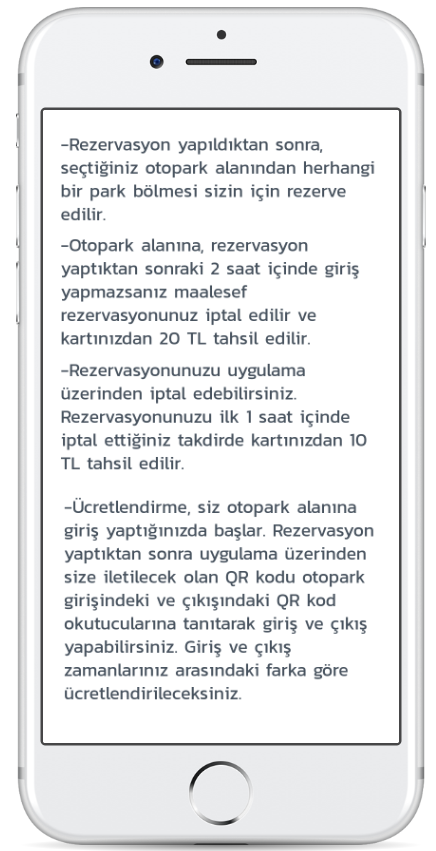 -Rezervasyon yapıldıktan sonra,
seçtiğiniz otopark alanından herhangi
bir park bölmesi sizin için rezerve
edilir.
-Otopark alanına, rezervasyon
yaptıktan sonraki 2 saat içinde giriş
yapmazsanız maalesef
rezervasyonunuz iptal edilir ve
kartınızdan 20 TL tahsil edilir.
-Rezervasyonunuzu uygulama
üzerinden iptal edebilirsiniz.
Rezervasyonunuzu ilk 1 saat içinde
iptal ettiğiniz takdirde kartınızdan 10
TL tahsil edilir.
-Ücretlendirme, siz otopark alanına
giriş yaptığınızda başlar. Rezervasyon
yaptıktan sonra uygulama üzerinden
size iletilecek olan QR kodu otopark
girişindeki ve çıkışındaki QR kod
okutucularına tanıtarak giriş ve çıkış
yapabilirsiniz. Giriş ve çıkış
zamanlarınız arasındaki farka göre
ücretlendirileceksiniz.